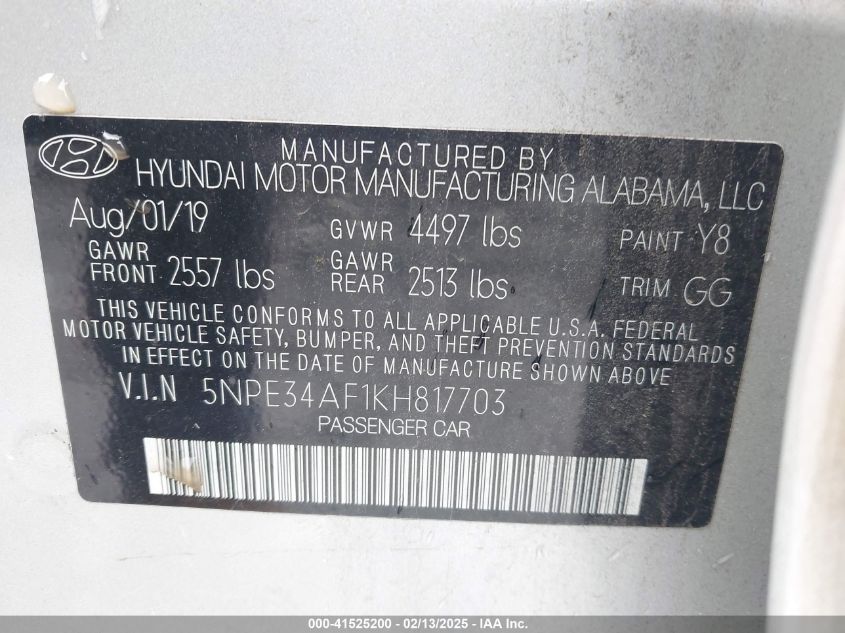 MANUFACTURED BY
HYUNDAI MOTOR MANUFACTURING ALABAMA, LLC
Aug/01/19 GVWR 4497 lbs PAINT Y8
GAWR FRONT 2557 lbs GAWR REAR 2513 lbs TRIM GG
THIS VEHICLE CONFORMS TO ALL APPLICABLE U.S.A. FEDERAL
MOTOR VEHICLE SAFETY, BUMPER, AND THEFT PREVENTION STANDARDS
IN EFFECT ON THE DATE OF MANUFACTURE SHOWN ABOVE
V.I.N 5NPE34AF1KH817703
PASSENGER CAR
000-41525200 - 02/13/2025 - IAA Inc.